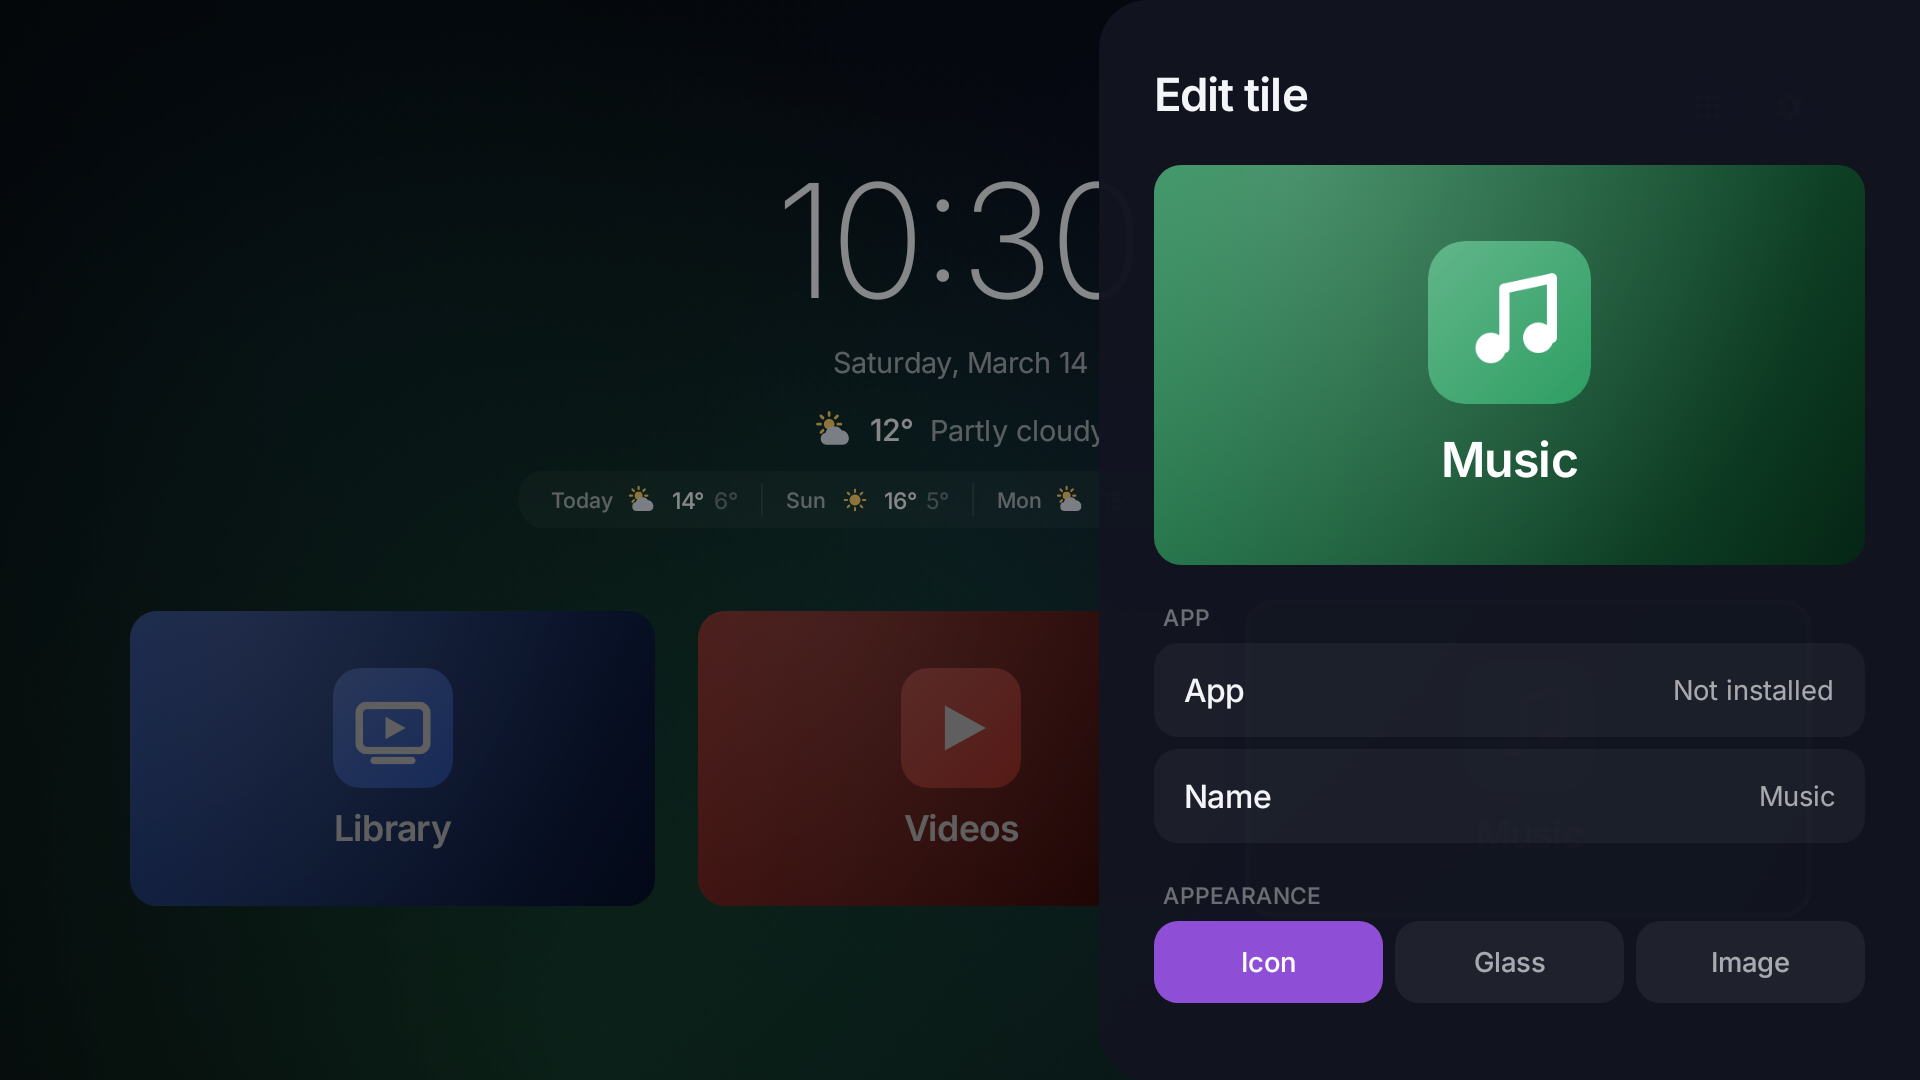 Edit tile
10:30
Saturday, March 14
12° Partly cloudy
Today 14° 6° Sun 16° 5° Mon
Music
APP
App Not installed
Name Music
Library
Videos
Music
APPEARANCE
Icon Glass Image